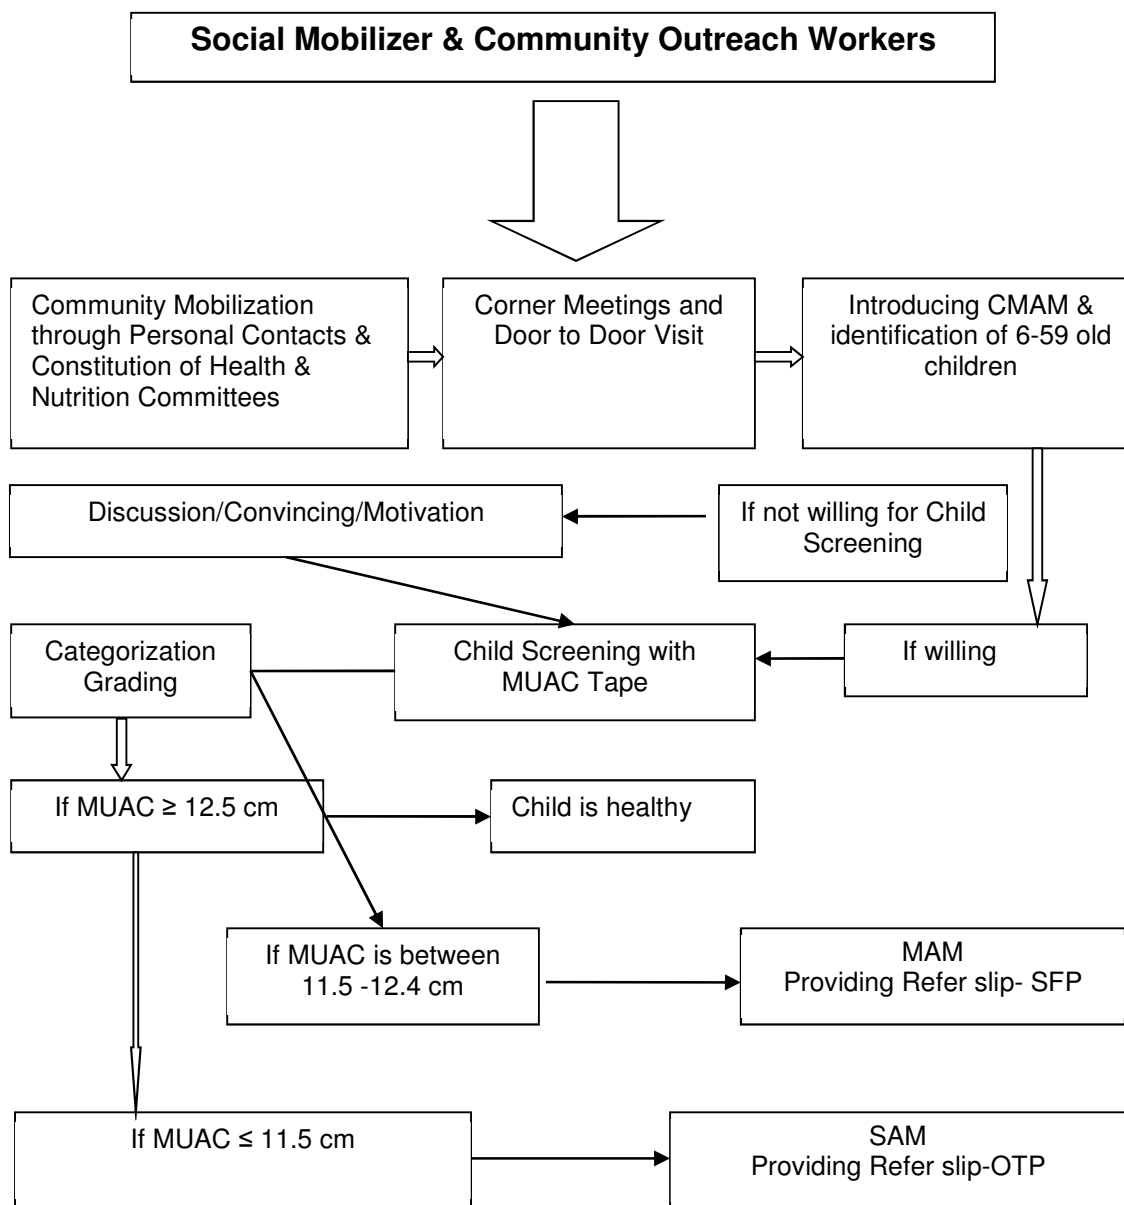 Social Mobilizer & Community Outreach Workers
Community Mobilization
through Personal Contacts &
Constitution of Health &
Nutrition Committees
Corner Meetings and
Door to Door Visit
Introducing CMAM &
identification of 6-59 old
children
Discussion/Convincing/Motivation
If not willing for Child
Screening
Categorization
Grading
Child Screening with
MUAC Tape
If willing
If MUAC ≥ 12.5 cm
Child is healthy
If MUAC is between
11.5 -12.4 cm
MAM
Providing Refer slip- SFP
If MUAC ≤ 11.5 cm
SAM
Providing Refer slip-OTP